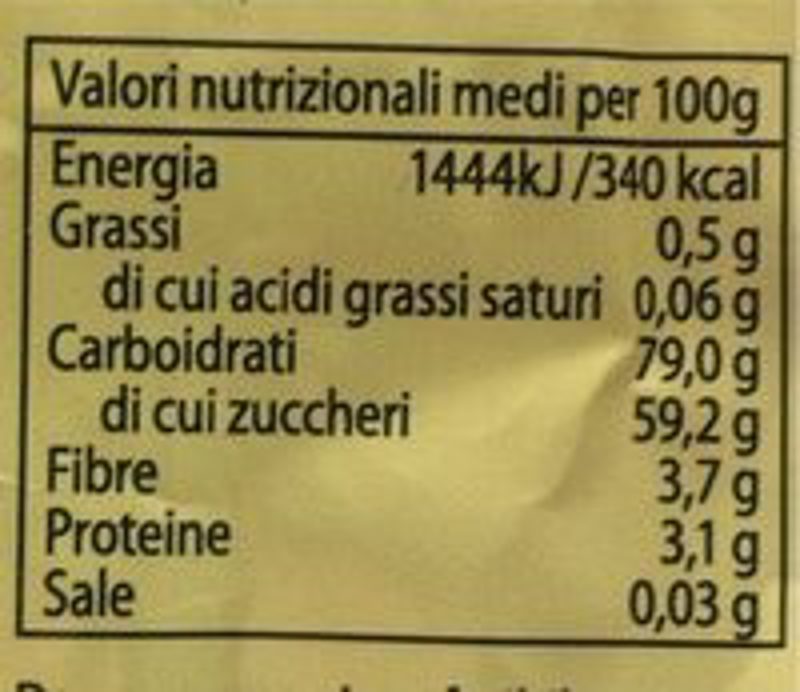 Valori nutrizionali medi per 100g
Energia 1444kJ /340 kcal
Grassi 0,5 g
di cui acidi grassi saturi 0,06 g
Carboidrati 79,0 g
di cui zuccheri 59,2 g
Fibre 3,7 g
Proteine 3,1 g
Sale 0,03 g